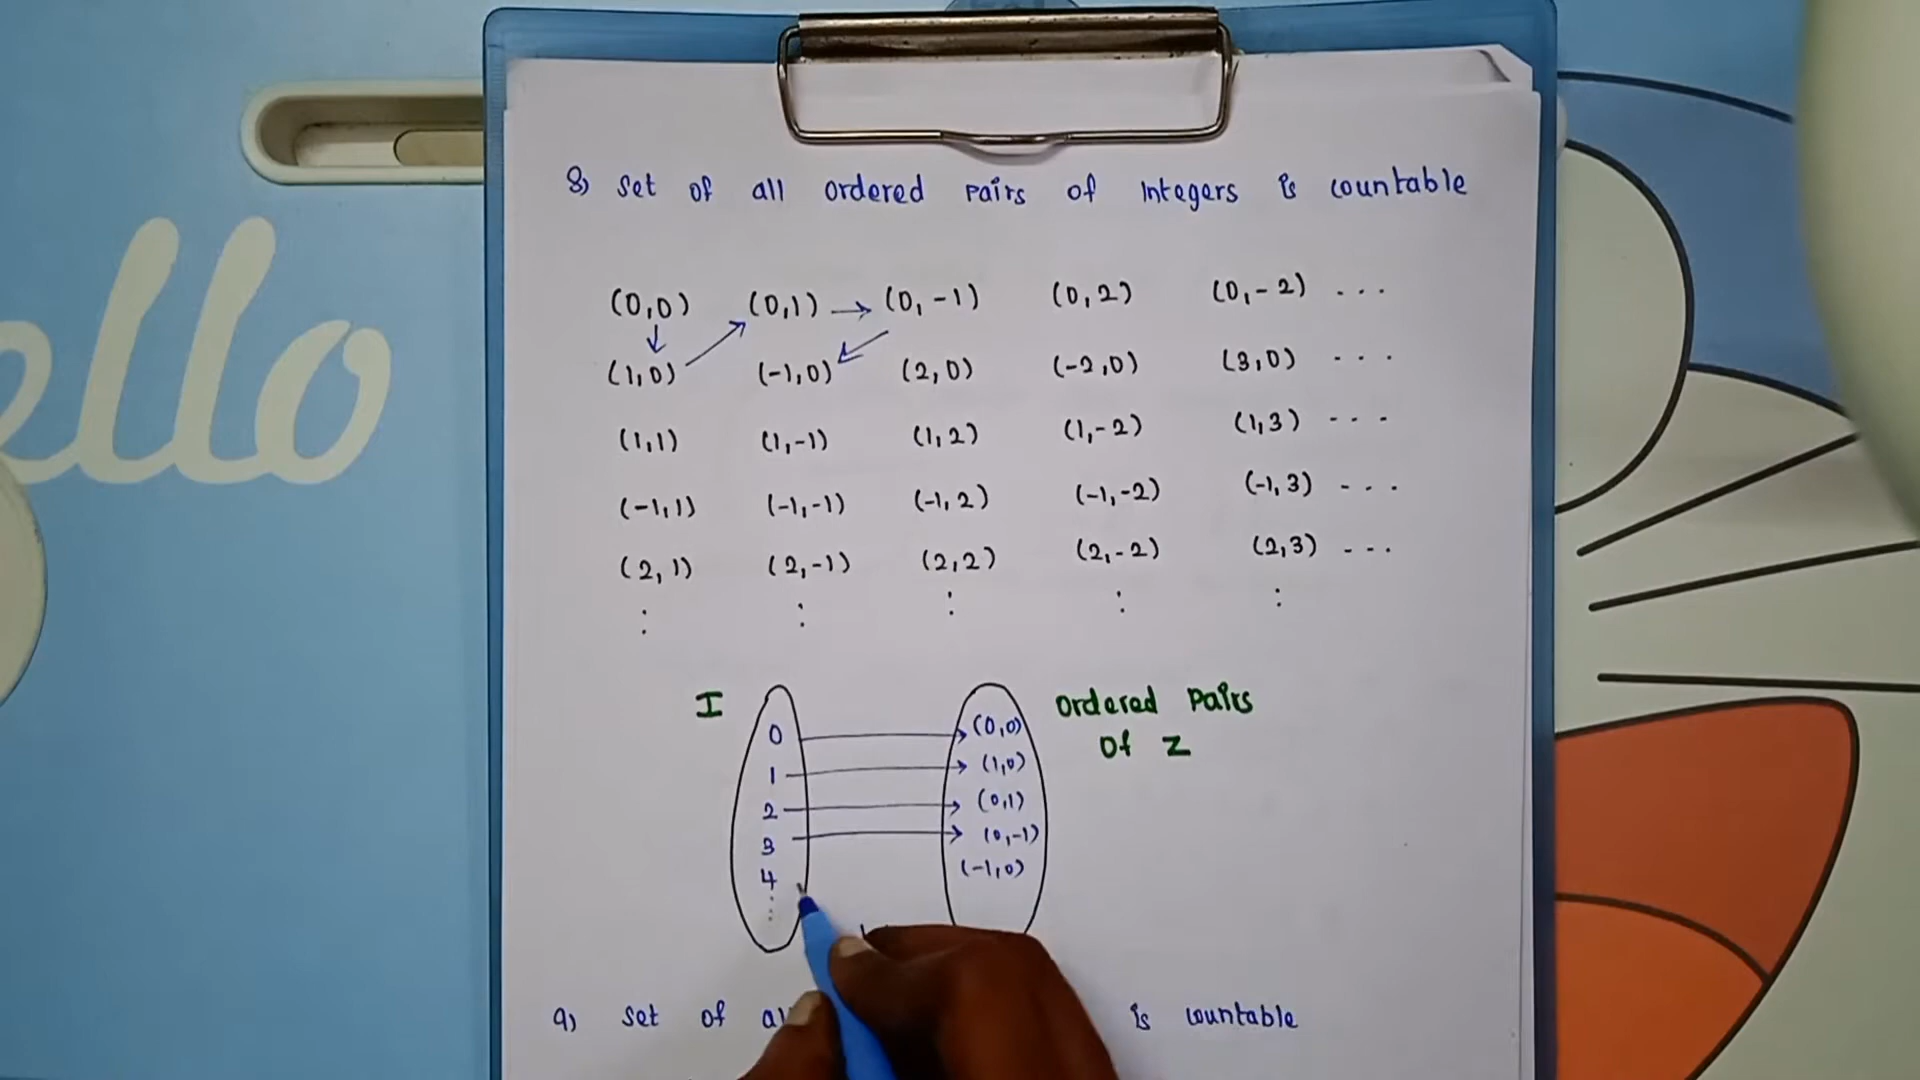 ello
8) set of all ordered pairs of Integers is countable
(0,0) (0,1) (0,-1) (0,2) (0,-2) ...
(1,0) (-1,0) (2,0) (-2,0) (3,0) ...
(1,1) (1,-1) (1,2) (1,-2) (1,3) ...
(-1,1) (-1,-1) (-1,2) (-1,-2) (-1,3) ...
(2,1) (2,-1) (2,2) (2,-2) (2,3) ...
I
ordered pairs
of Z
0 (0,0)
1 (1,0)
2 (0,1)
3 (0,-1)
4 (-1,0)
9) set of is countable